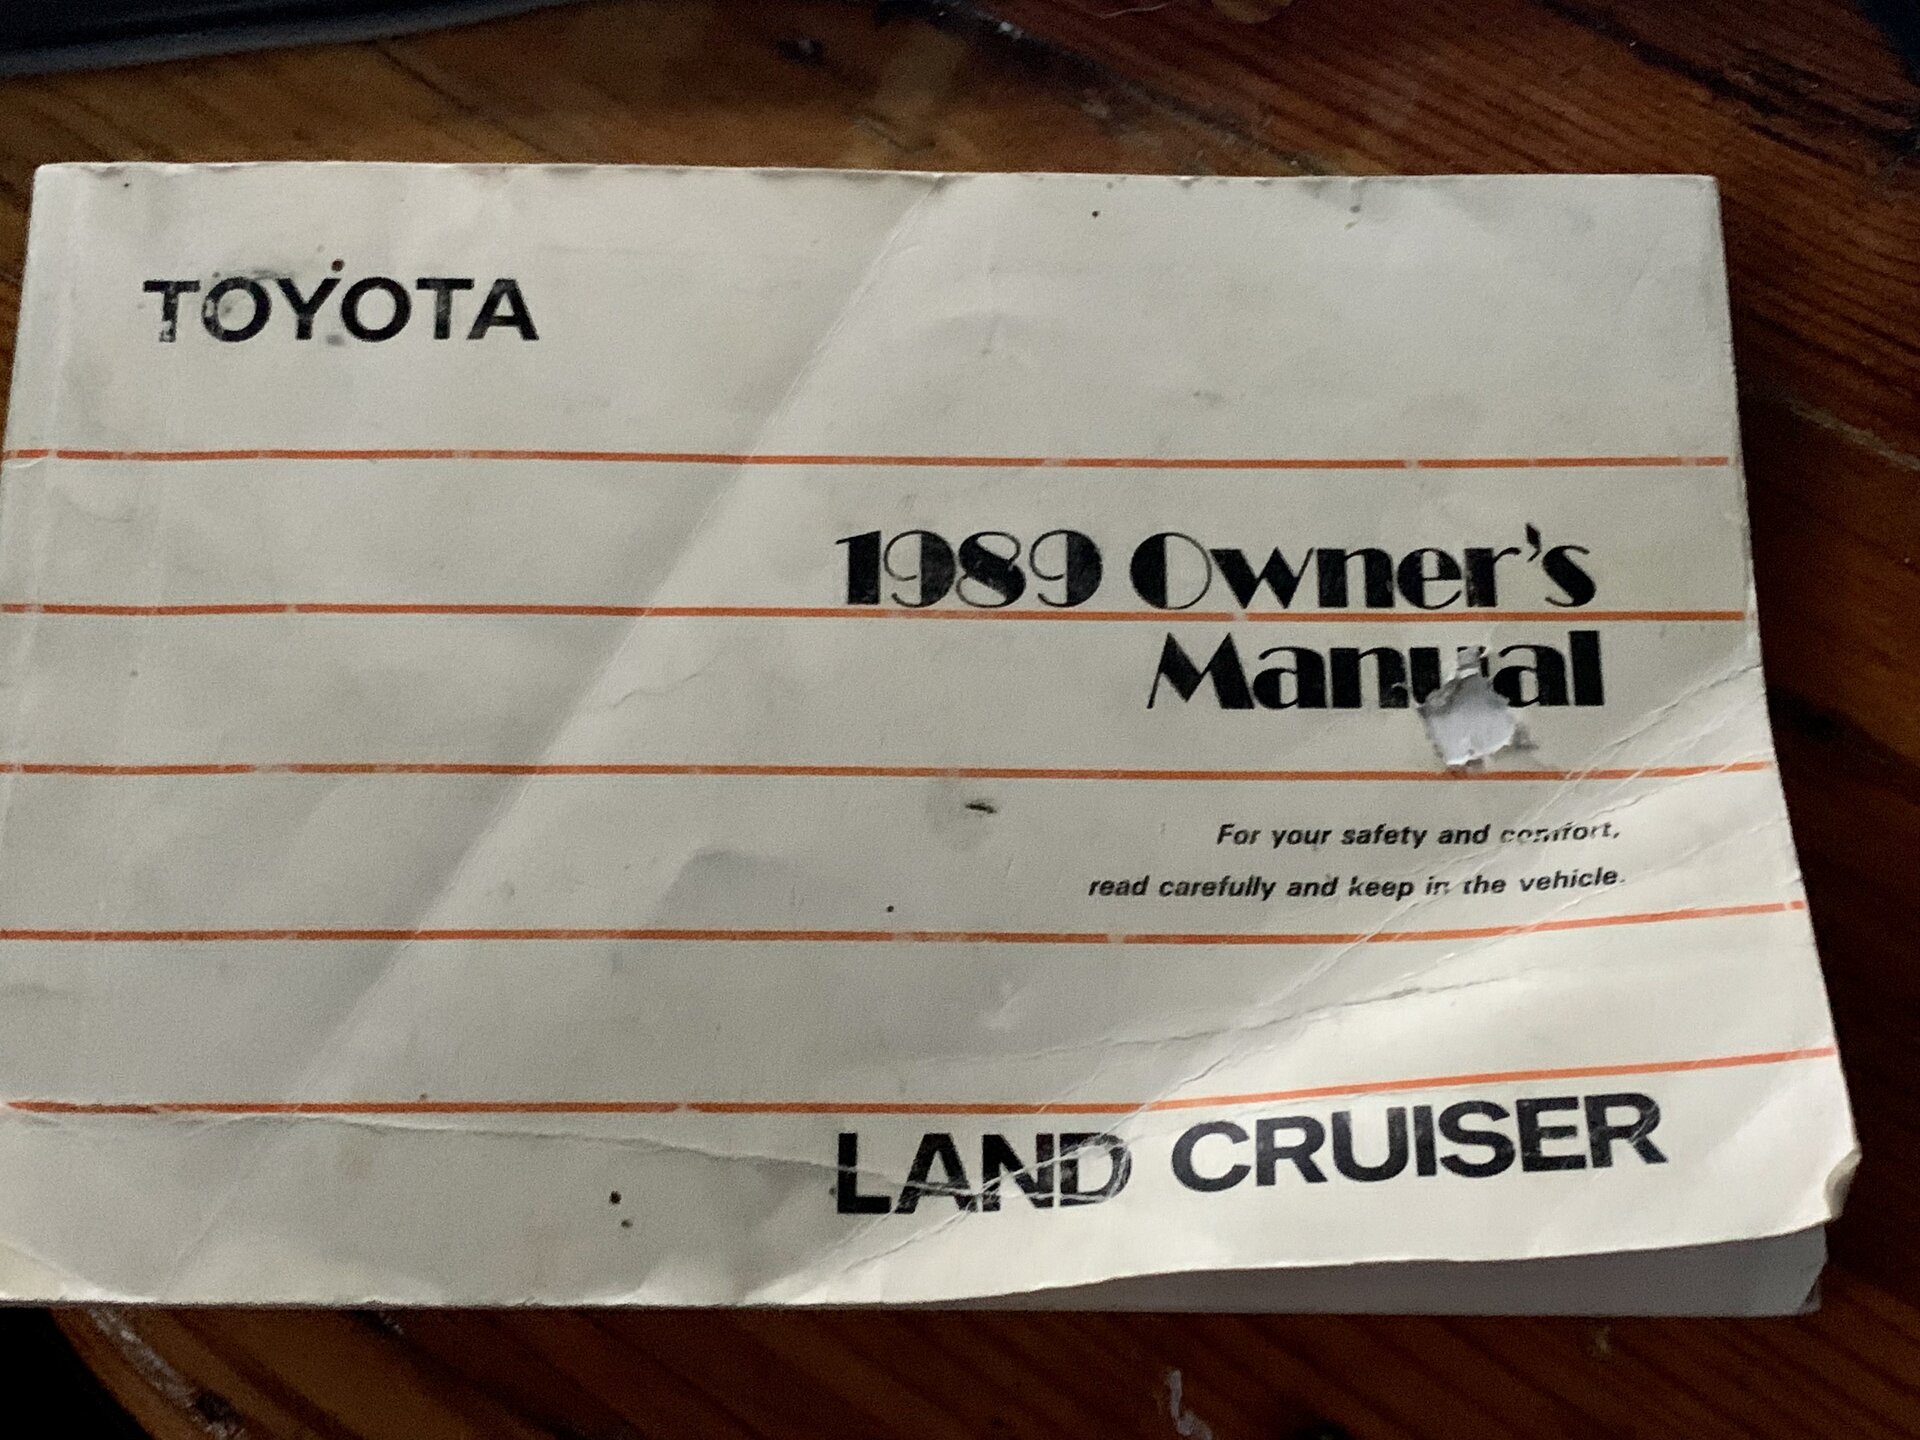 TOYOTA
1989 Owner's
Manual
For your safety and comfort,
read carefully and keep in the vehicle.
LAND CRUISER